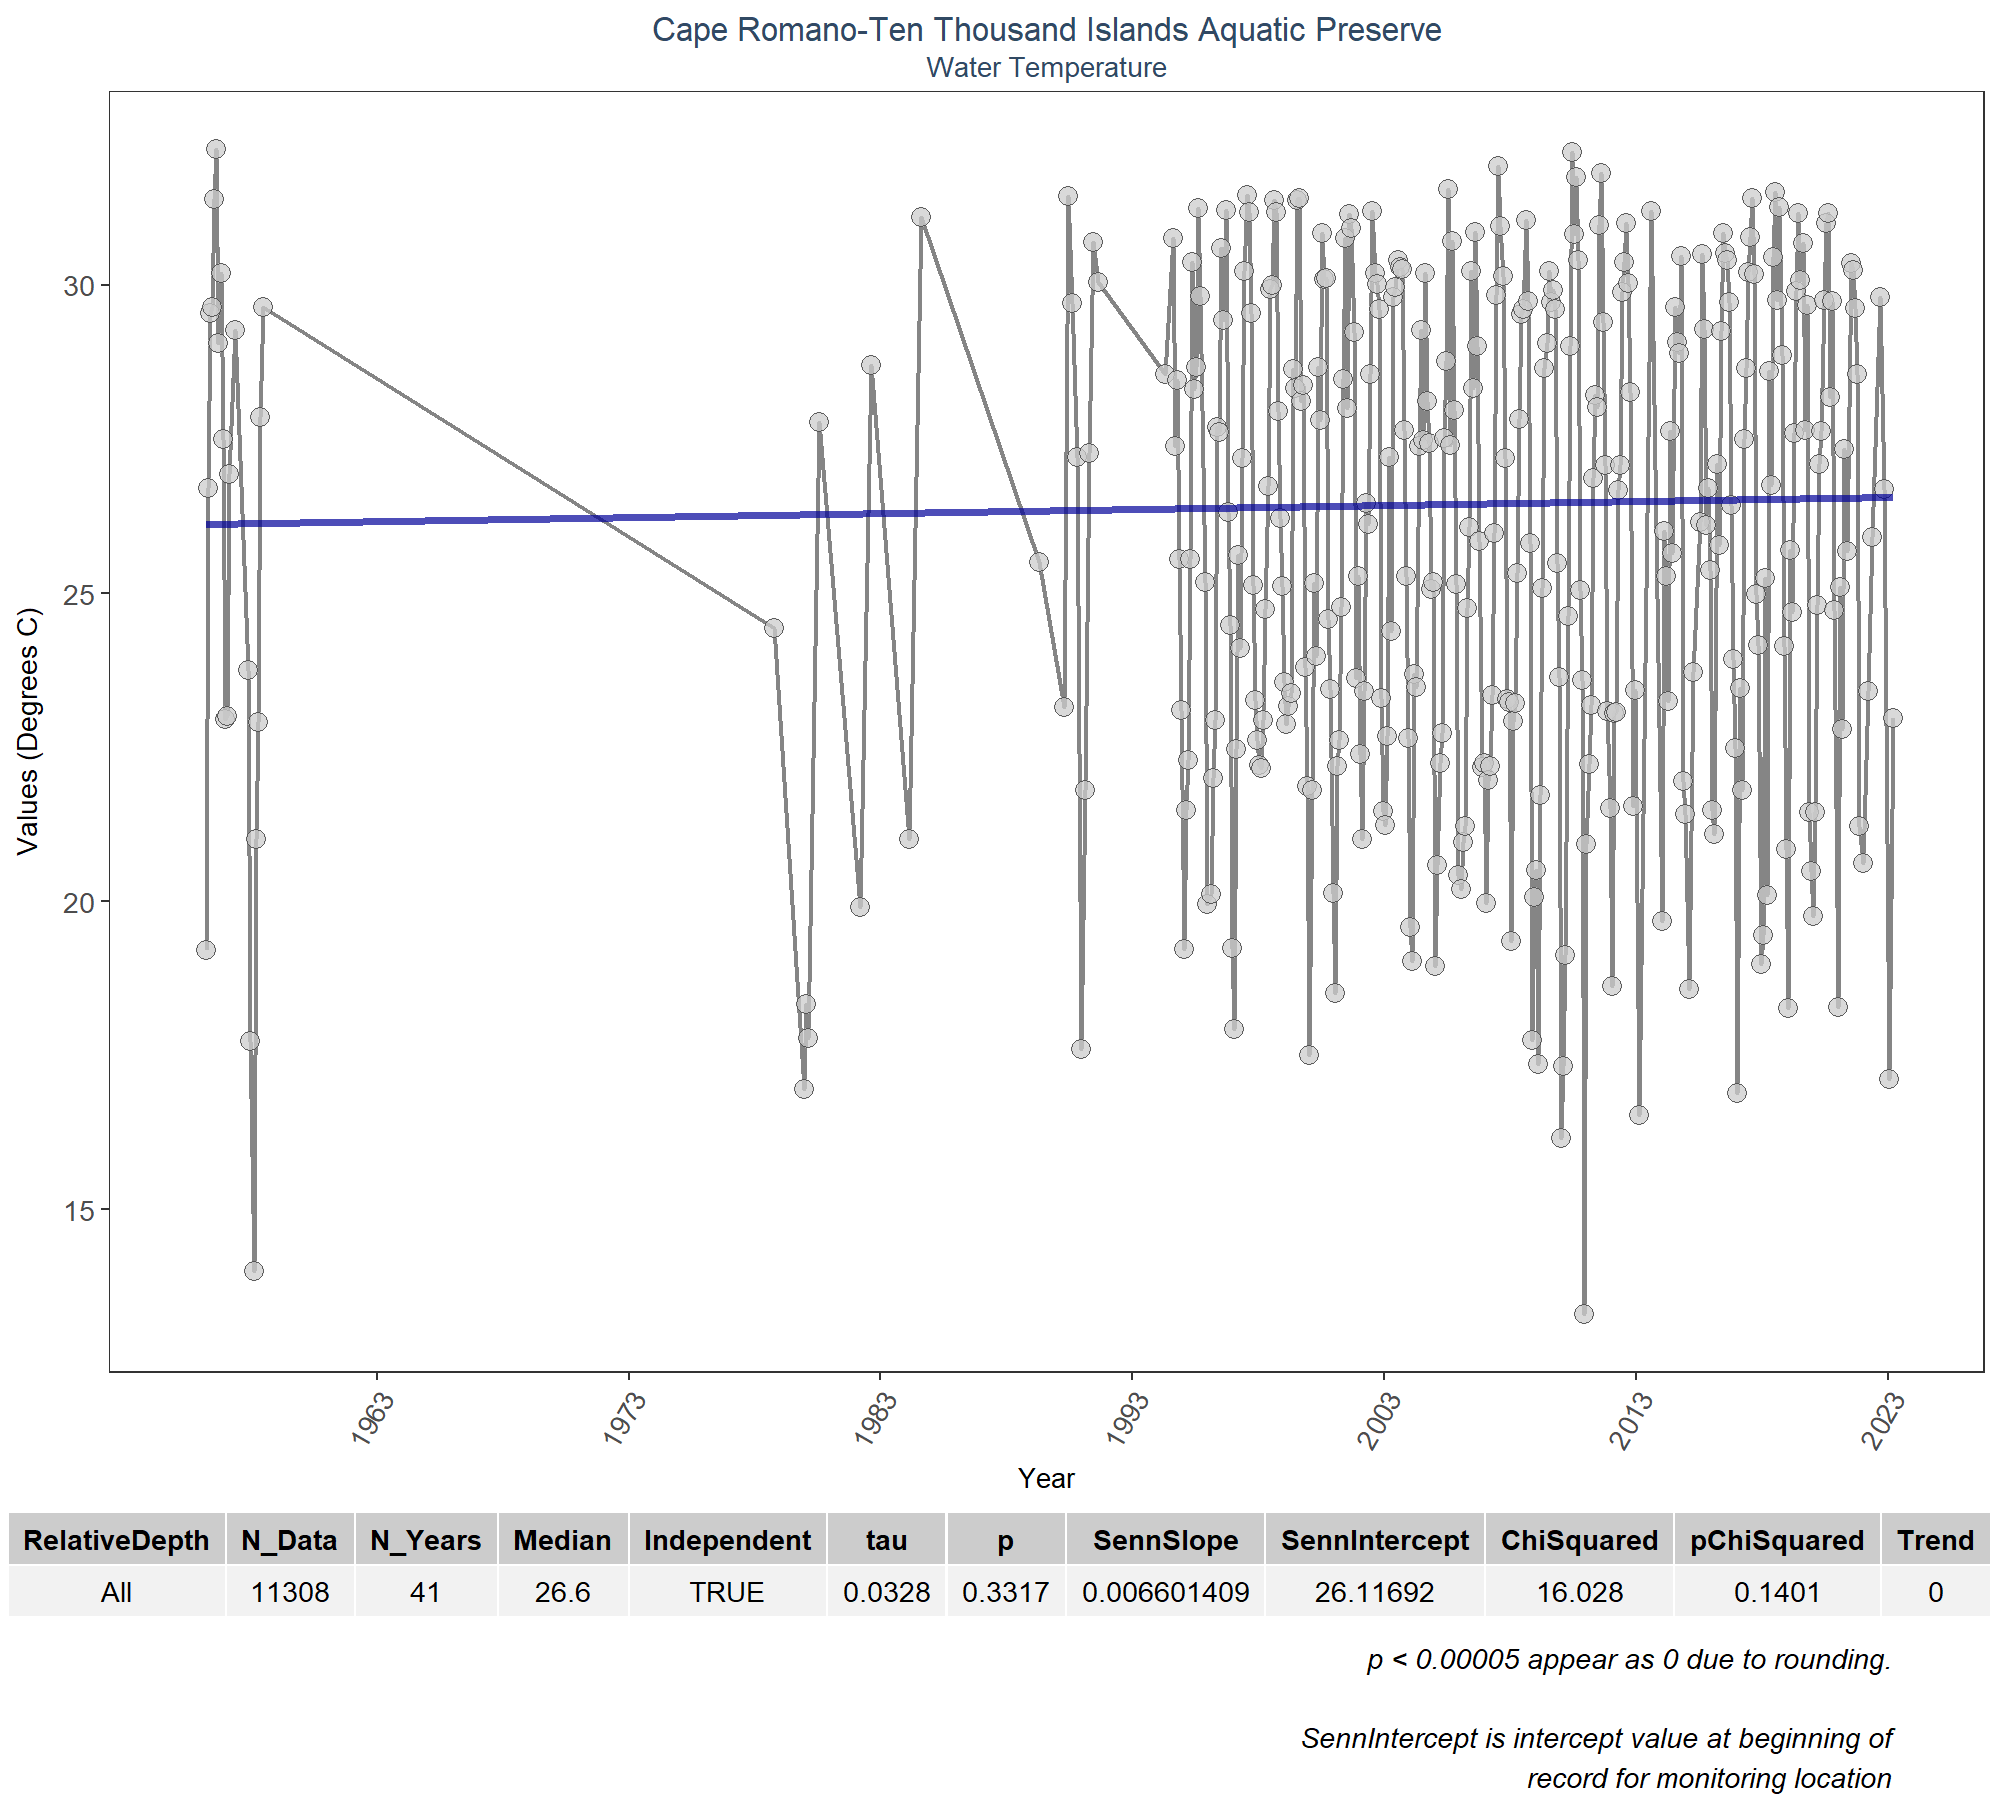 Cape Romano-Ten Thousand Islands Aquatic Preserve
Water Temperature
Values (Degrees C)
30
25
20
15
1963
1973
1983
1993
2003
2013
2023
Year
RelativeDepth N_Data N_Years Median Independent tau p SennSlope SennIntercept ChiSquared pChiSquared Trend
All 11308 41 26.6 TRUE 0.0328 0.3317 0.006601409 26.11692 16.028 0.1401 0
p < 0.00005 appear as 0 due to rounding.
SennIntercept is intercept value at beginning of
record for monitoring location